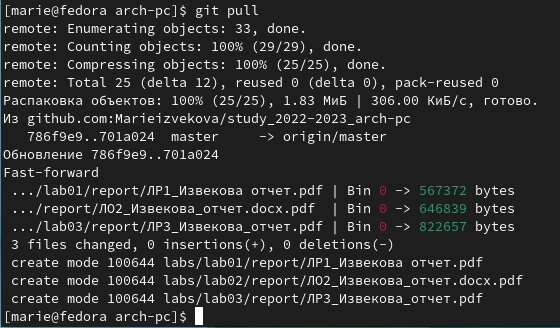 [marie@fedora arch-pc]$ git pull
remote: Enumerating objects: 33, done.
remote: Counting objects: 100% (29/29), done.
remote: Compressing objects: 100% (25/25), done.
remote: Total 25 (delta 12), reused 0 (delta 0), pack-reused 0
Распаковка объектов: 100% (25/25), 1.83 МиБ | 306.00 КиБ/с, готово.
Из github.com:Marieizvekova/study_2022-2023_arch-pc
   786f9e9..701a024  master     -> origin/master
Обновление 786f9e9..701a024
Fast-forward
 .../lab01/report/ЛР1_Извекова отчет.pdf | Bin 0 -> 567372 bytes
 .../report/ЛО2_Извекова_отчет.docx.pdf  | Bin 0 -> 646839 bytes
 .../lab03/report/ЛР3_Извекова_отчет.pdf | Bin 0 -> 822657 bytes
 3 files changed, 0 insertions(+), 0 deletions(-)
 create mode 100644 labs/lab01/report/ЛР1_Извекова отчет.pdf
 create mode 100644 labs/lab02/report/ЛО2_Извекова_отчет.docx.pdf
 create mode 100644 labs/lab03/report/ЛР3_Извекова_отчет.pdf
[marie@fedora arch-pc]$